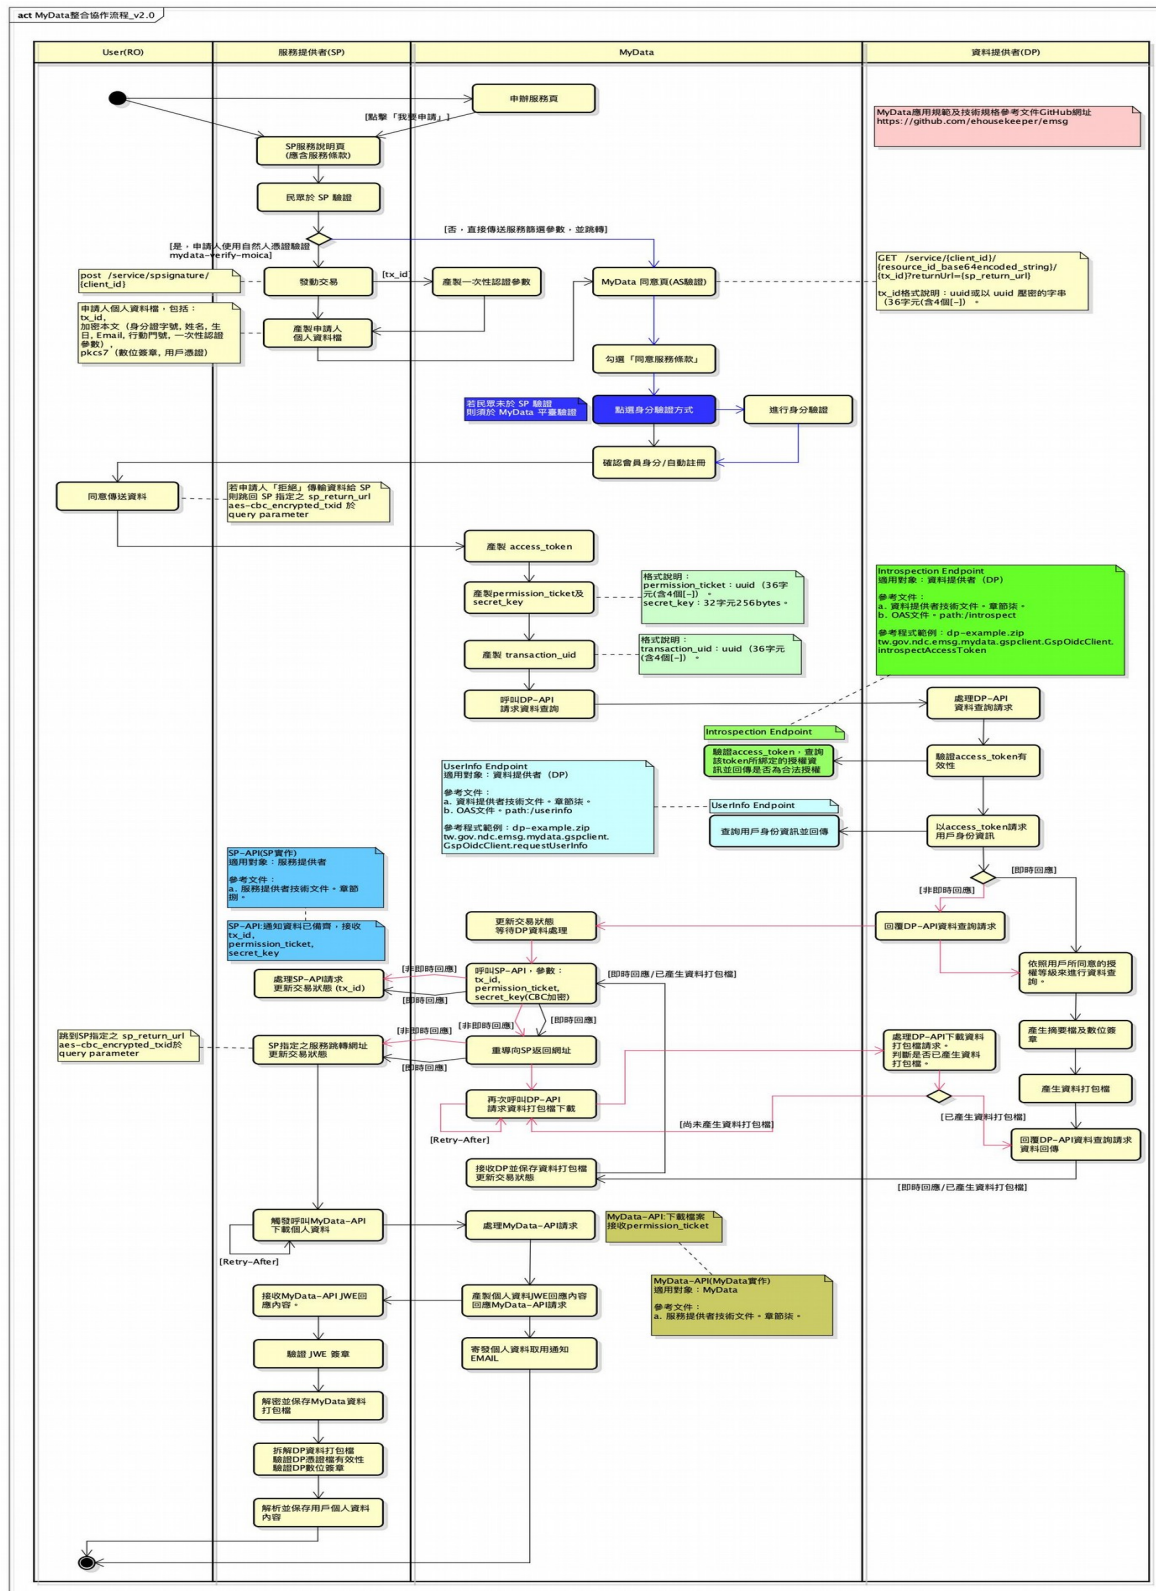 act MyData整合協作流程_v2.0
User(RO)
服務提供者(SP)
MyData
資料提供者(DP)
申辦服務頁
[點擊「我要申請」]
MyData應用規範及技術規格參考文件GitHub網址
https://github.com/ehousekeeper/emsg
SP服務說明頁
(應含服務條款)
民眾於 SP 驗證
[否，直接傳送服務篩選參數，並跳轉]
[是，申請人使用自然人憑證驗證
mydata-verify-moica]
post /service/spsignature/
{client_id}
發動交易
[tx_id]
產製一次性認證參數
MyData 同意頁(AS驗證)
GET /service/{client_id}/
{resource_id_base64encoded_string}/
{tx_id}?returnUrl={sp_return_url}
tx_id格式說明：uuid或以 uuid 壓密的字串
（36字元(含4個[-]）。
申請人個人資料檔，包括：
tx_id,
加密本文（身分證字號, 姓名, 生
日, Email, 行動門號, 一次性認證
參數）,
pkcs7（數位簽章, 用戶憑證）
產製申請人
個人資料檔
勾選「同意服務條款」
若民眾未於 SP 驗證
則須於 MyData 平臺驗證
點選身分驗證方式
進行身分驗證
確認會員身分/自動註冊
同意傳送資料
若申請人「拒絕」傳輸資料給 SP
則跳回 SP 指定之 sp_return_url
aes-cbc_encrypted_txid 於
query parameter
產製 access_token
產製permission_ticket及
secret_key
格式說明：
permission_ticket：uuid（36字
元(含4個[-]）。
secret_key：32字元256bytes。
產製 transaction_uid
格式說明：
transaction_uid：uuid（36字元
(含4個[-]）。
Introspection Endpoint
適用對象：資料提供者（DP）
參考文件：
a. 資料提供者技術文件。章節柒。
b. OAS文件。path:/introspect
參考程式範例：dp-example.zip
tw.gov.ndc.emsg.mydata.gspclient.GspOidcClient.
introspectAccessToken
呼叫DP-API
請求資料查詢
處理DP-API
資料查詢請求
Introspection Endpoint
驗證access_token，查詢
該token所綁定的授權資
訊並回傳是否為合法授權
驗證access_token有
效性
UserInfo Endpoint
適用對象：資料提供者（DP）
參考文件：
a. 資料提供者技術文件。章節柒。
b. OAS文件。path:/userinfo
參考程式範例：dp-example.zip
tw.gov.ndc.emsg.mydata.gspclient.
GspOidcClient.requestUserInfo
UserInfo Endpoint
查詢用戶身份資訊並回傳
以access_token請求
用戶身份資訊
[即時回應]
[非即時回應]
SP-API(SP實作)
適用對象：服務提供者
參考文件：
a. 服務提供者技術文件。章節
捌。
SP-API:通知資料已備齊，接收
tx_id,
permission_ticket,
secret_key
更新交易狀態
等待DP資料處理
回覆DP-API資料查詢請求
處理SP-API請求
更新交易狀態 (tx_id)
[非即時回應]
[即時回應]
呼叫SP-API，參數：
tx_id,
permission_ticket,
secret_key(CBC加密)
[即時回應/已產生資料打包檔]
依照用戶所同意的授
權等級來進行資料查
詢。
[即時回應]
[非即時回應]
跳到SP指定之 sp_return_url
aes-cbc_encrypted_txid於
query parameter
SP指定之服務跳轉網址
更新交易狀態
[非即時回應]
[即時回應]
重導向SP返回網址
處理DP-API下載資料
打包檔請求。
判斷是否已產生資料
打包檔。
產生摘要檔及數位簽
章
產生資料打包檔
再次呼叫DP-API
請求資料打包檔下載
[Retry-After]
[尚未產生資料打包檔]
[已產生資料打包檔]
回覆DP-API資料查詢請求
資料回傳
接收DP並保存資料打包檔
更新交易狀態
[即時回應/已產生資料打包檔]
觸發呼叫MyData-API
下載個人資料
[Retry-After]
處理MyData-API請求
MyData-API:下載檔案
接收permission_ticket
MyData-API(MyData實作)
適用對象：MyData
參考文件：
a. 服務提供者技術文件。章節柒。
接收MyData-API JWE回
應內容。
產製個人資料JWE回應內容
回應MyData-API請求
驗證 JWE 簽章
寄發個人資料取用通知
EMAIL
解密並保存MyData資料
打包檔
拆解DP資料打包檔
驗證DP憑證檔有效性
驗證DP數位簽章
解析並保存用戶個人資料
內容